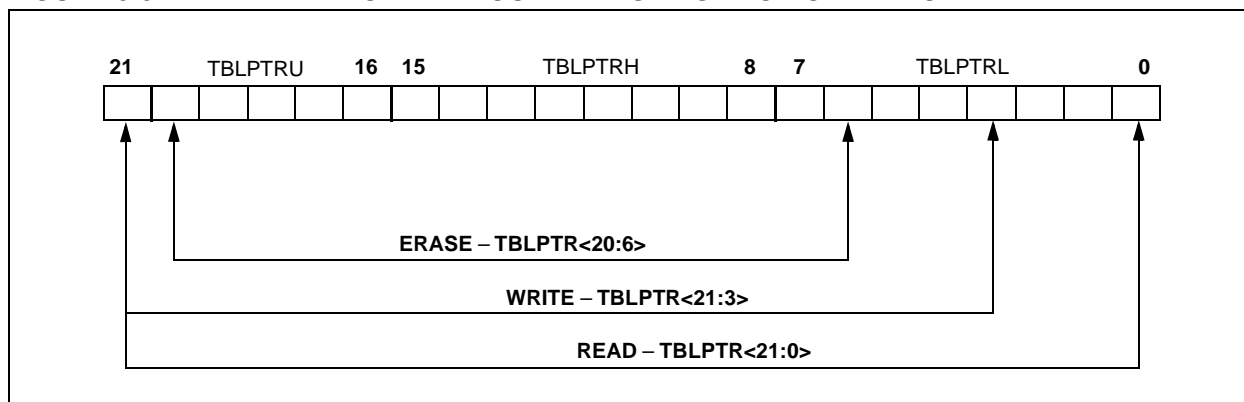 21 TBLPTRU 16 15 TBLPTRH 8 7 TBLPTRL 0
ERASE – TBLPTR<20:6>
WRITE – TBLPTR<21:3>
READ – TBLPTR<21:0>